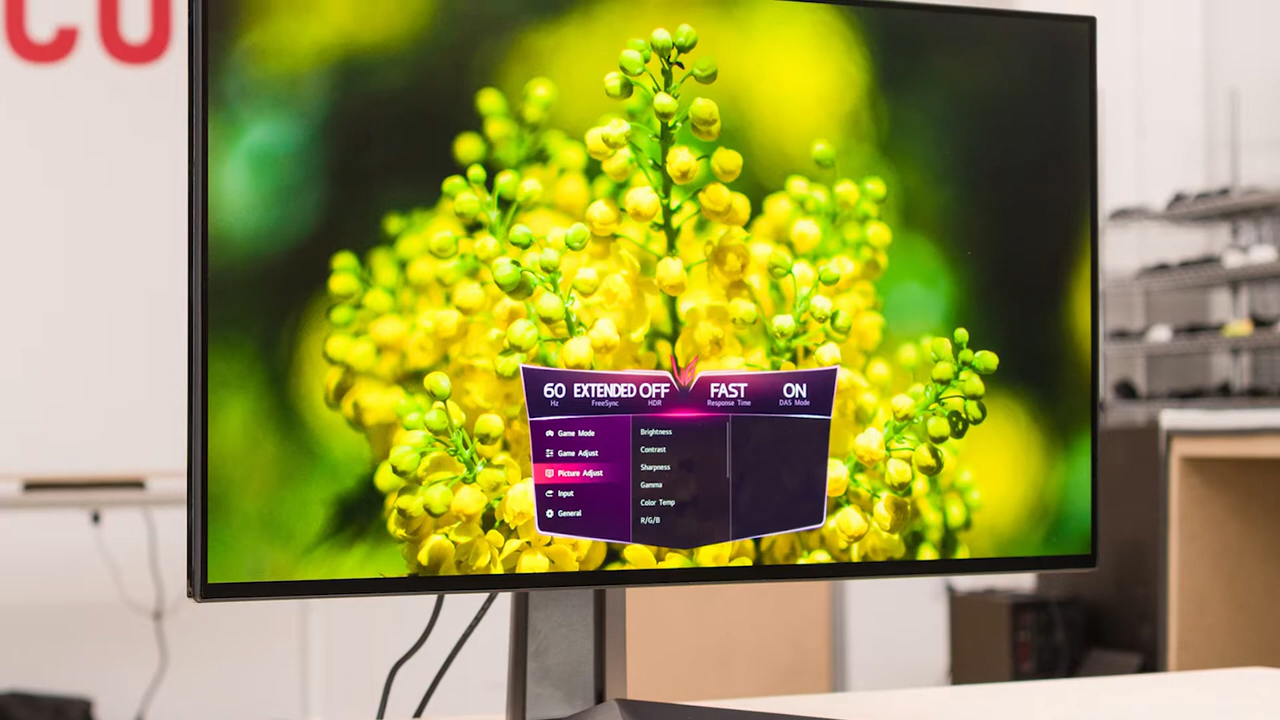 CU
60 EXTENDED OFF FAST ON
Hz FreeSync HDR Response Time DAS Mode
Game Mode
Game Adjust
Picture Adjust
Input
General
Brightness
Contrast
Sharpness
Gamma
Color Temp
R/G/B